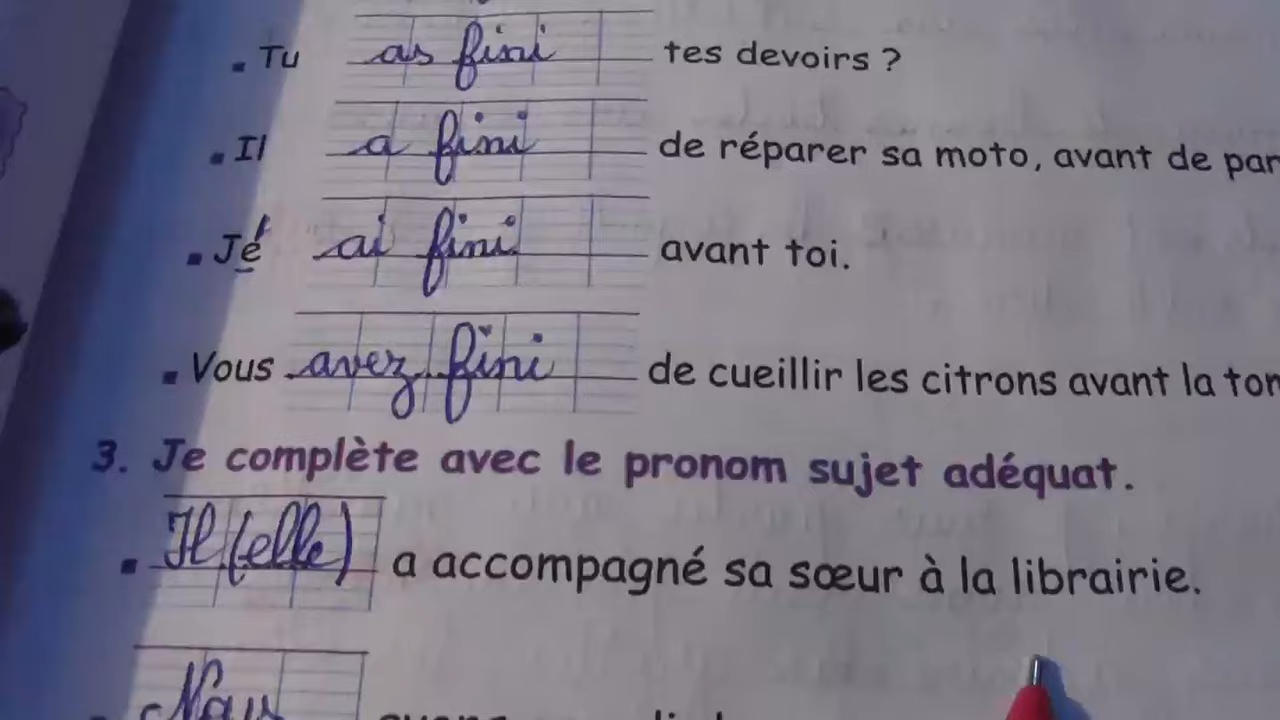 . Tu as fini tes devoirs ?
. Il a fini de réparer sa moto, avant de par
. Je' ai fini avant toi.
. Vous avez fini de cueillir les citrons avant la ton
3. Je complète avec le pronom sujet adéquat.
. Il (elle) a accompagné sa sœur à la librairie.
. Nous